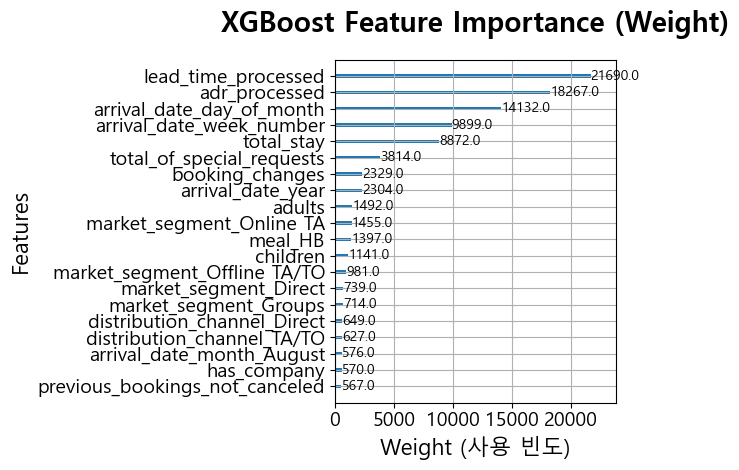 XGBoost Feature Importance (Weight)
lead_time_processed 21690.0
adr_processed 18267.0
arrival_date_day_of_month 14132.0
arrival_date_week_number 9899.0
total_stay 8872.0
total_of_special_requests 3814.0
booking_changes 2329.0
arrival_date_year 2304.0
adults 1492.0
market_segment_Online TA 1455.0
meal_HB 1397.0
children 1141.0
market_segment_Offline TA/TO 981.0
market_segment_Direct 739.0
market_segment_Groups 714.0
distribution_channel_Direct 649.0
distribution_channel_TA/TO 627.0
arrival_date_month_August 576.0
has_company 570.0
previous_bookings_not_canceled 567.0
Features
0 5000 10000 15000 20000
Weight (사용 빈도)